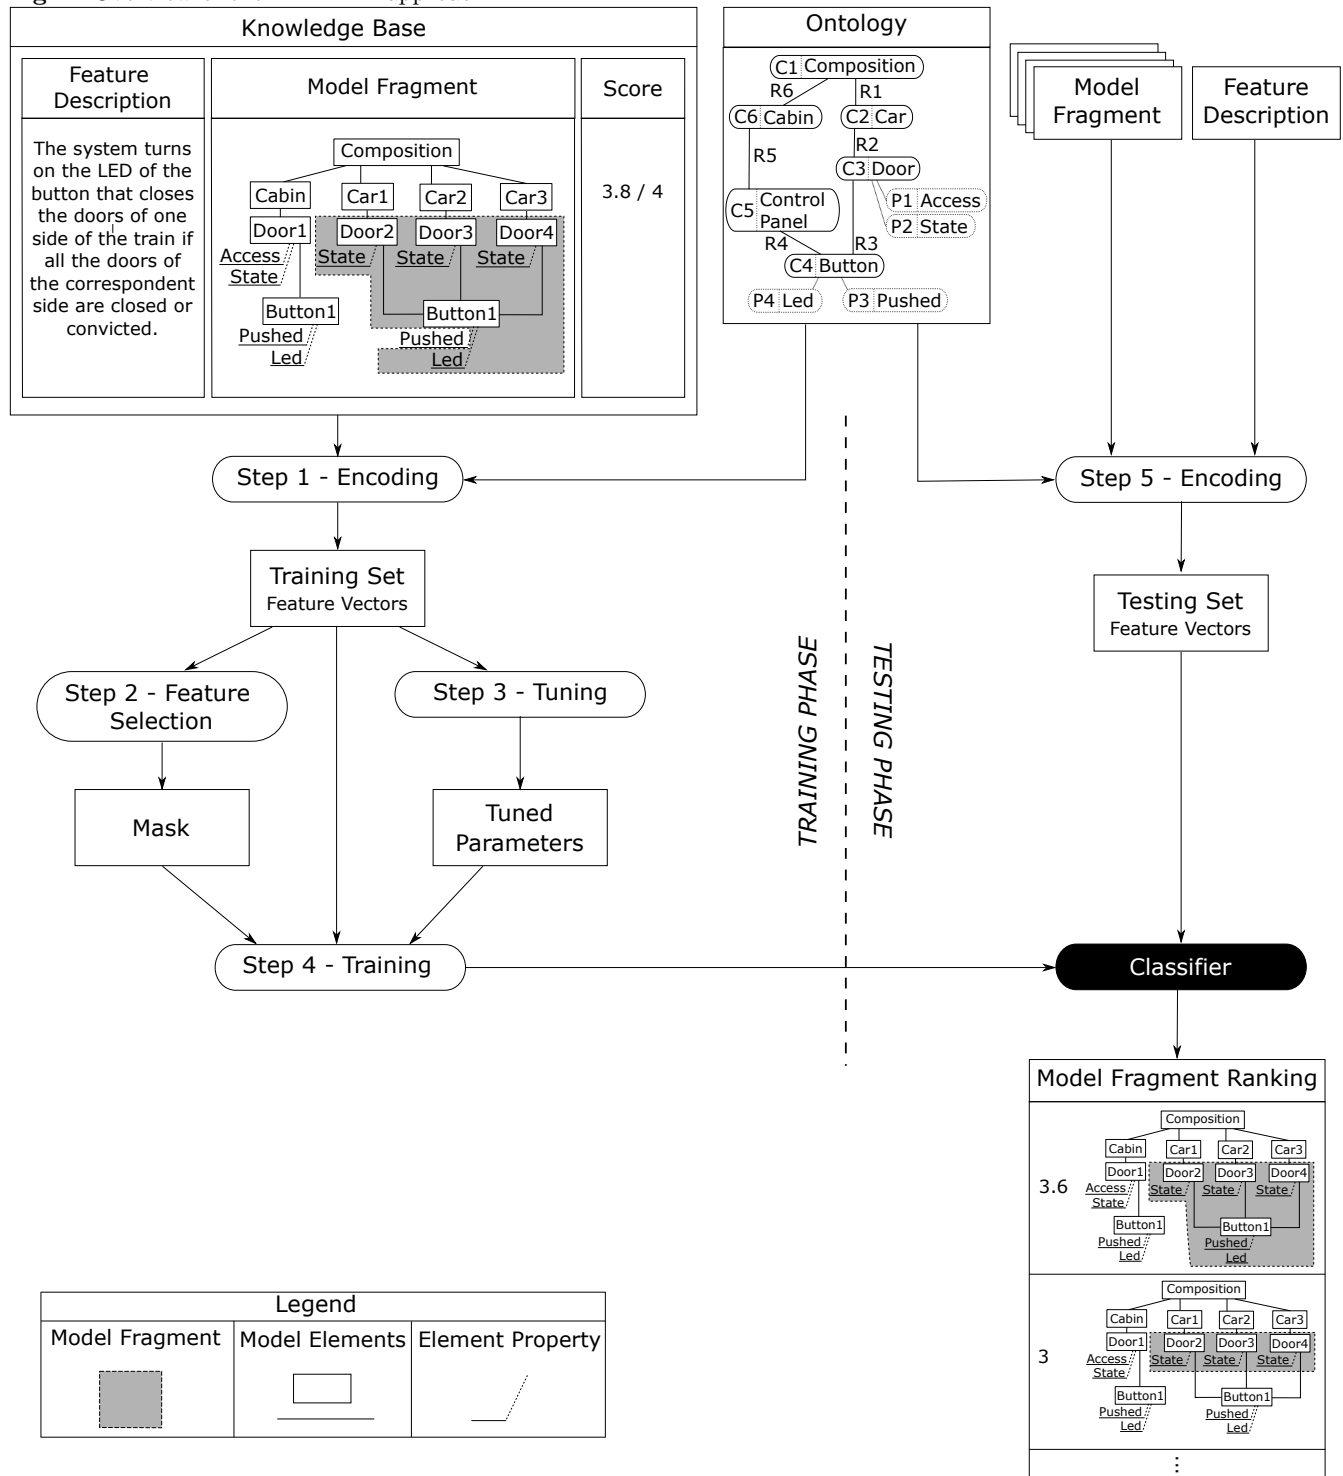 Knowledge Base
Feature
Description
Model Fragment
Score
The system turns
on the LED of the
button that closes
the doors of one
side of the train if
all the doors of
the correspondent
side are closed or
convicted.
Composition
Cabin
Car1
Car2
Car3
Door1
Door2
Door3
Door4
Access
State
State
State
State
Button1
Button1
Pushed
Led
Pushed
Led
3.8 / 4
Ontology
C1 Composition
R6
R1
C6 Cabin
C2 Car
R5
R2
C3 Door
P1 Access
P2 State
C5 Control
Panel
R4
R3
C4 Button
P4 Led
P3 Pushed
Model
Fragment
Feature
Description
Step 1 - Encoding
Step 5 - Encoding
Training Set
Feature Vectors
Testing Set
Feature Vectors
Step 2 - Feature
Selection
Step 3 - Tuning
TRAINING PHASE
TESTING PHASE
Mask
Tuned
Parameters
Step 4 - Training
Classifier
Model Fragment Ranking
3.6
Composition
Cabin
Car1
Car2
Car3
Door1
Door2
Door3
Door4
Access
State
State
State
State
Button1
Button1
Pushed
Led
Pushed
Led
3
Composition
Cabin
Car1
Car2
Car3
Door1
Door2
Door3
Door4
Access
State
State
State
State
Button1
Button1
Pushed
Led
Pushed
Led
⋮
Legend
Model Fragment
Model Elements
Element Property